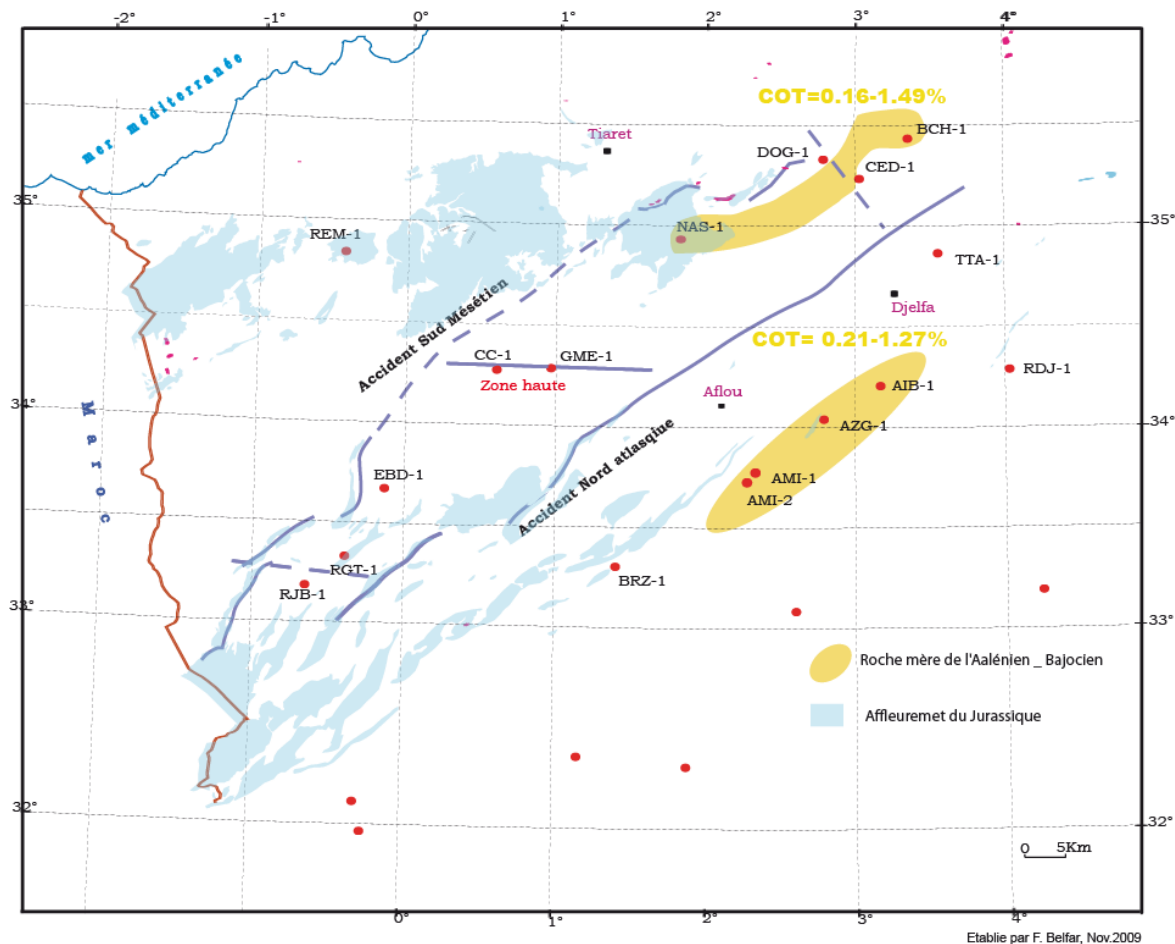 -2° -1° 0° 1° 2° 3° 4°
mer méditerranée
COT=0.16-1.49%
BCH-1
Tiaret
DOG-1
CED-1
35°
35°
REM-1
NAS-1
TTA-1
Djelfa
Accident Sud Mésétien
COT= 0.21-1.27%
CC-1
GME-1
Zone haute
RDJ-1
AIB-1
Aflou
34°
34°
AZG-1
Maroc
Accident Nord atlasqiue
EBD-1
AMI-1
AMI-2
RGT-1
RJB-1
BRZ-1
33°
33°
Roche mère de l'Aalénien _ Bajocien
Affleuremet du Jurassique
32°
32°
0 5Km
0° 1° 2° 3° 4°
Etablie par F. Belfar, Nov.2009